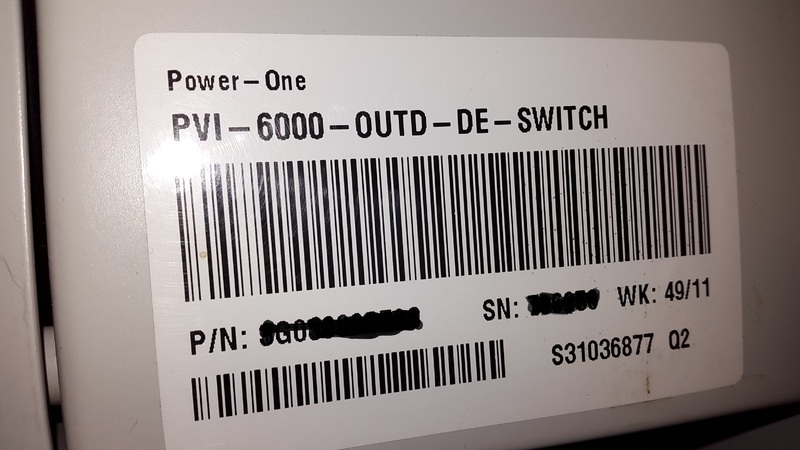 Power-One
PVI-6000-OUTD-DE-SWITCH
P/N:
SN: WK: 49/11
S31036877 Q2